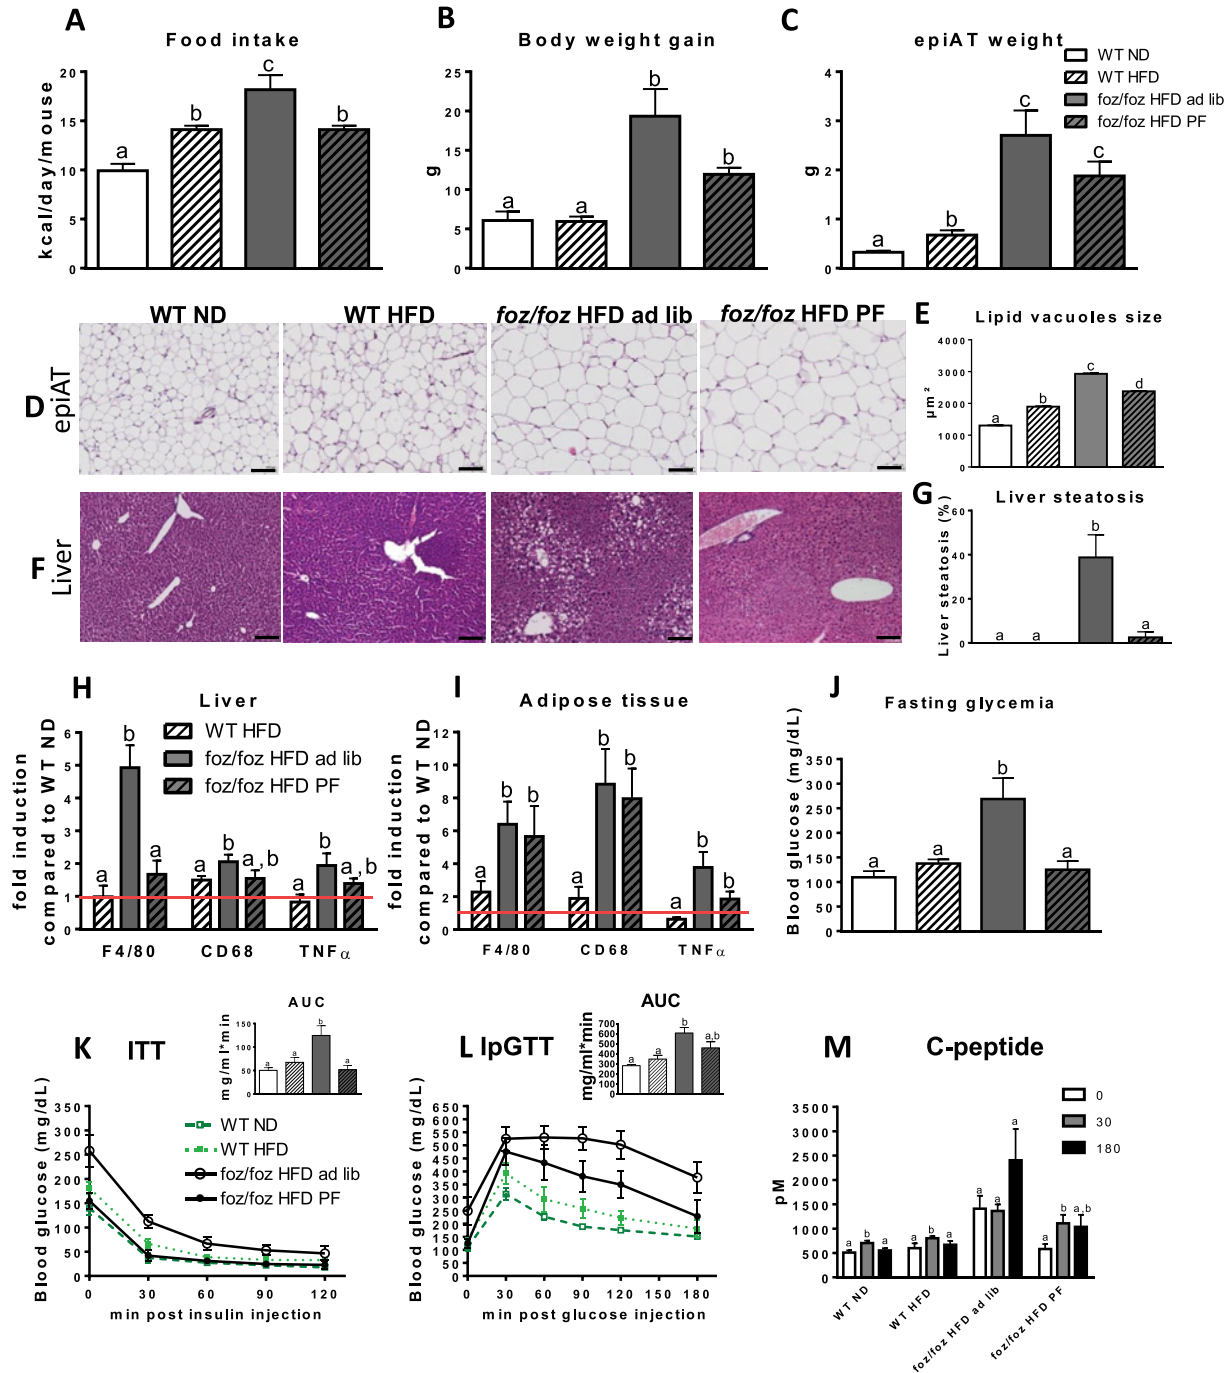 A
Food intake
kcal/day/mouse
20
15
10
5
0
a
b
c
b
B
Body weight gain
g
25
20
15
10
5
0
a
a
b
b
C
epiAT weight
g
4
3
2
1
0
a
b
c
c
WT ND
WT HFD
foz/foz HFD ad lib
foz/foz HFD PF
WT ND
WT HFD
foz/foz HFD ad lib
foz/foz HFD PF
D
epiAT
E
Lipid vacuoles size
µm²
4000
3000
2000
1000
0
a
b
c
d
F
Liver
G
Liver steatosis
Liver steatosis (%)
60
40
20
0
a
a
b
a
H
Liver
fold induction
compared to WT ND
6
5
4
3
2
1
0
WT HFD
foz/foz HFD ad lib
foz/foz HFD PF
a
b
a
a
b
a,b
a
b
a,b
F4/80
CD68
TNFα
I
Adipose tissue
fold induction
compared to WT ND
12
10
8
6
4
2
0
a
b
b
a
b
b
a
b
b
F4/80
CD68
TNFα
J
Fasting glycemia
Blood glucose (mg/dL)
350
300
250
200
150
100
50
0
a
a
b
a
K
ITT
AUC
mg/ml*min
150
100
50
0
a
a
b
a
Blood glucose (mg/dL)
350
300
250
200
150
100
50
0
WT ND
WT HFD
foz/foz HFD ad lib
foz/foz HFD PF
0
30
60
90
120
min post insulin injection
L
IpGTT
AUC
mg/ml*min
700
600
500
400
300
200
100
0
a
a
b
a,b
Blood glucose (mg/dL)
650
600
550
500
450
400
350
300
250
200
150
100
50
0
0
30
60
90
120
150
180
min post glucose injection
M
C-peptide
0
30
180
pM
7500
5000
2500
1500
1000
500
0
a
b
a
a
b
a
a
a
a
a
b
a,b
WT ND
WT HFD
foz/foz HFD ad lib
foz/foz HFD PF